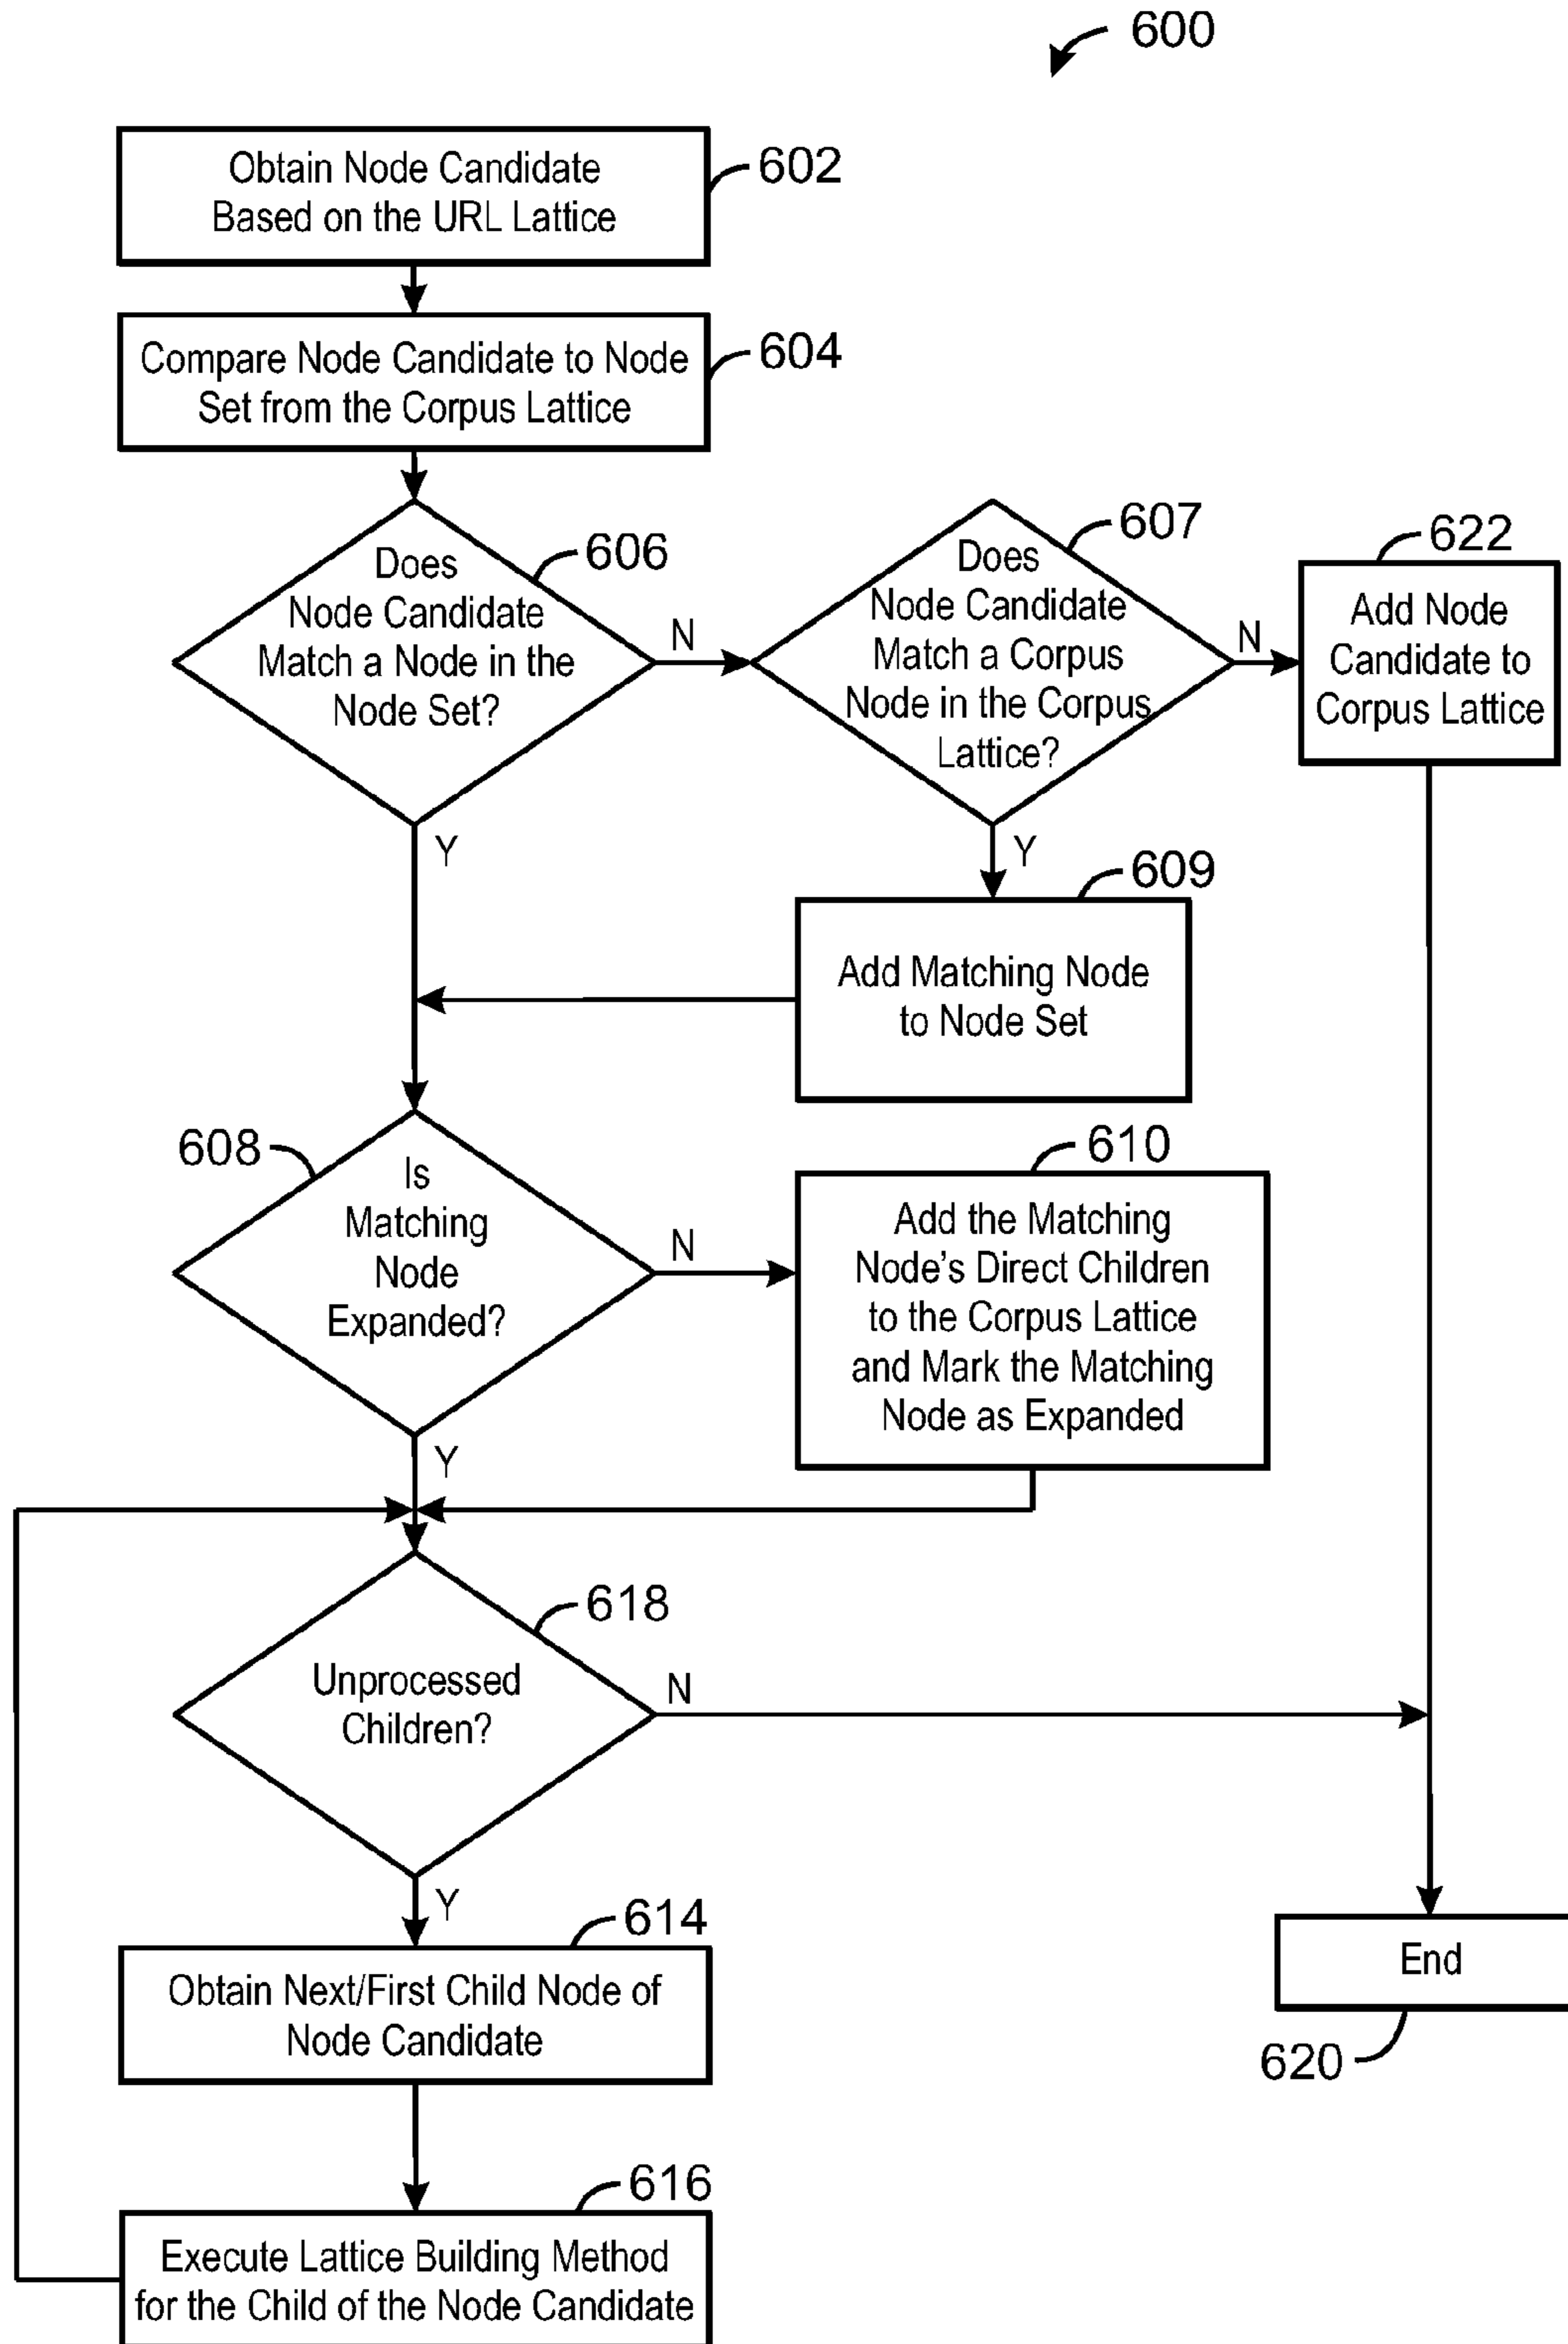 600
Obtain Node Candidate
Based on the URL Lattice
602
Compare Node Candidate to Node
Set from the Corpus Lattice
604
Does
Node Candidate
Match a Node in the
Node Set?
606
N
Y
Does
Node Candidate
Match a Corpus
Node in the Corpus
Lattice?
607
N
Y
622
Add Node
Candidate to
Corpus Lattice
609
Add Matching Node
to Node Set
608
Is
Matching
Node
Expanded?
N
Y
610
Add the Matching
Node's Direct Children
to the Corpus Lattice
and Mark the Matching
Node as Expanded
618
Unprocessed
Children?
N
Y
614
Obtain Next/First Child Node of
Node Candidate
End
620
616
Execute Lattice Building Method
for the Child of the Node Candidate